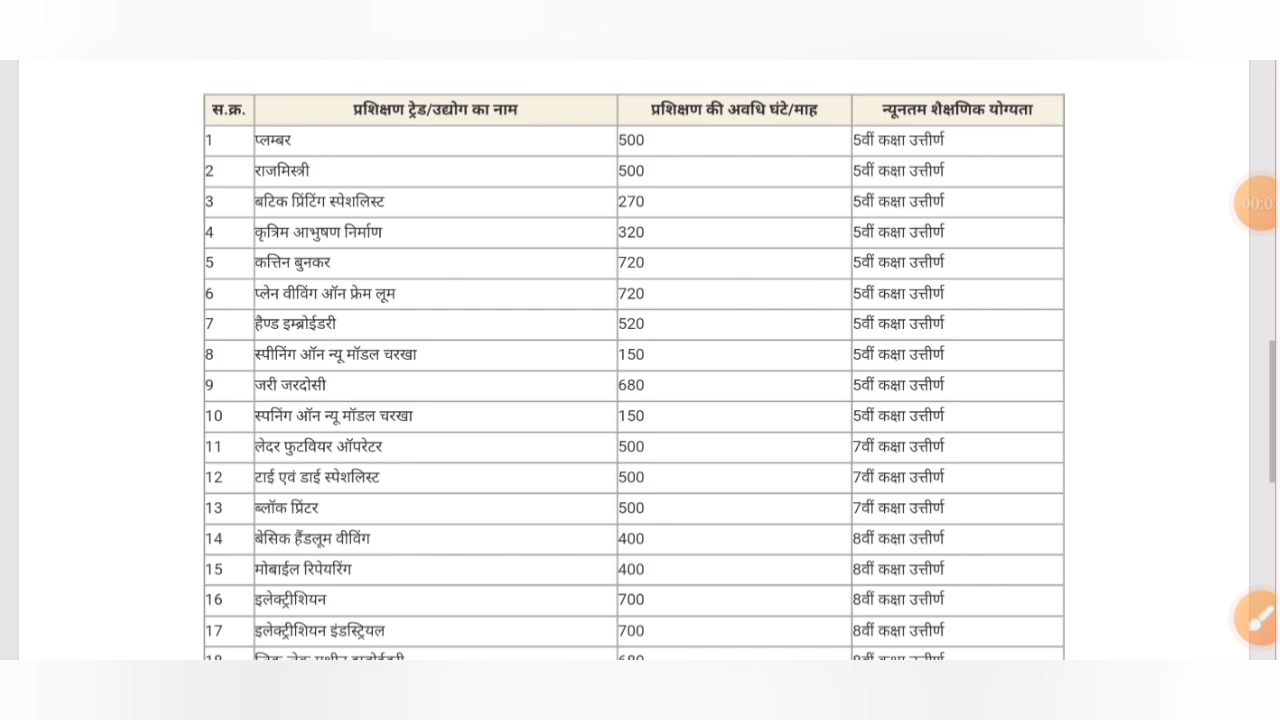 स.क्र. प्रशिक्षण ट्रेड/उद्योग का नाम प्रशिक्षण की अवधि घंटे/माह न्यूनतम शैक्षणिक योग्यता
1 प्लम्बर 500 5वीं कक्षा उत्तीर्ण
2 राजमिस्त्री 500 5वीं कक्षा उत्तीर्ण
3 बटिक प्रिंटिंग स्पेशलिस्ट 270 5वीं कक्षा उत्तीर्ण
4 कृत्रिम आभुषण निर्माण 320 5वीं कक्षा उत्तीर्ण
5 कत्तिन बुनकर 720 5वीं कक्षा उत्तीर्ण
6 प्लेन वीविंग ऑन फ्रेम लूम 720 5वीं कक्षा उत्तीर्ण
7 हैण्ड इम्ब्रोईडरी 520 5वीं कक्षा उत्तीर्ण
8 स्पीनिंग ऑन न्यू मॉडल चरखा 150 5वीं कक्षा उत्तीर्ण
9 जरी जरदोसी 680 5वीं कक्षा उत्तीर्ण
10 स्पनिंग ऑन न्यू मॉडल चरखा 150 5वीं कक्षा उत्तीर्ण
11 लेदर फुटवियर ऑपरेटर 500 7वीं कक्षा उत्तीर्ण
12 टाई एवं डाई स्पेशलिस्ट 500 7वीं कक्षा उत्तीर्ण
13 ब्लॉक प्रिंटर 500 7वीं कक्षा उत्तीर्ण
14 बेसिक हैंडलूम वीविंग 400 8वीं कक्षा उत्तीर्ण
15 मोबाईल रिपेयरिंग 400 8वीं कक्षा उत्तीर्ण
16 इलेक्ट्रीशियन 700 8वीं कक्षा उत्तीर्ण
17 इलेक्ट्रीशियन इंडस्ट्रियल 700 8वीं कक्षा उत्तीर्ण